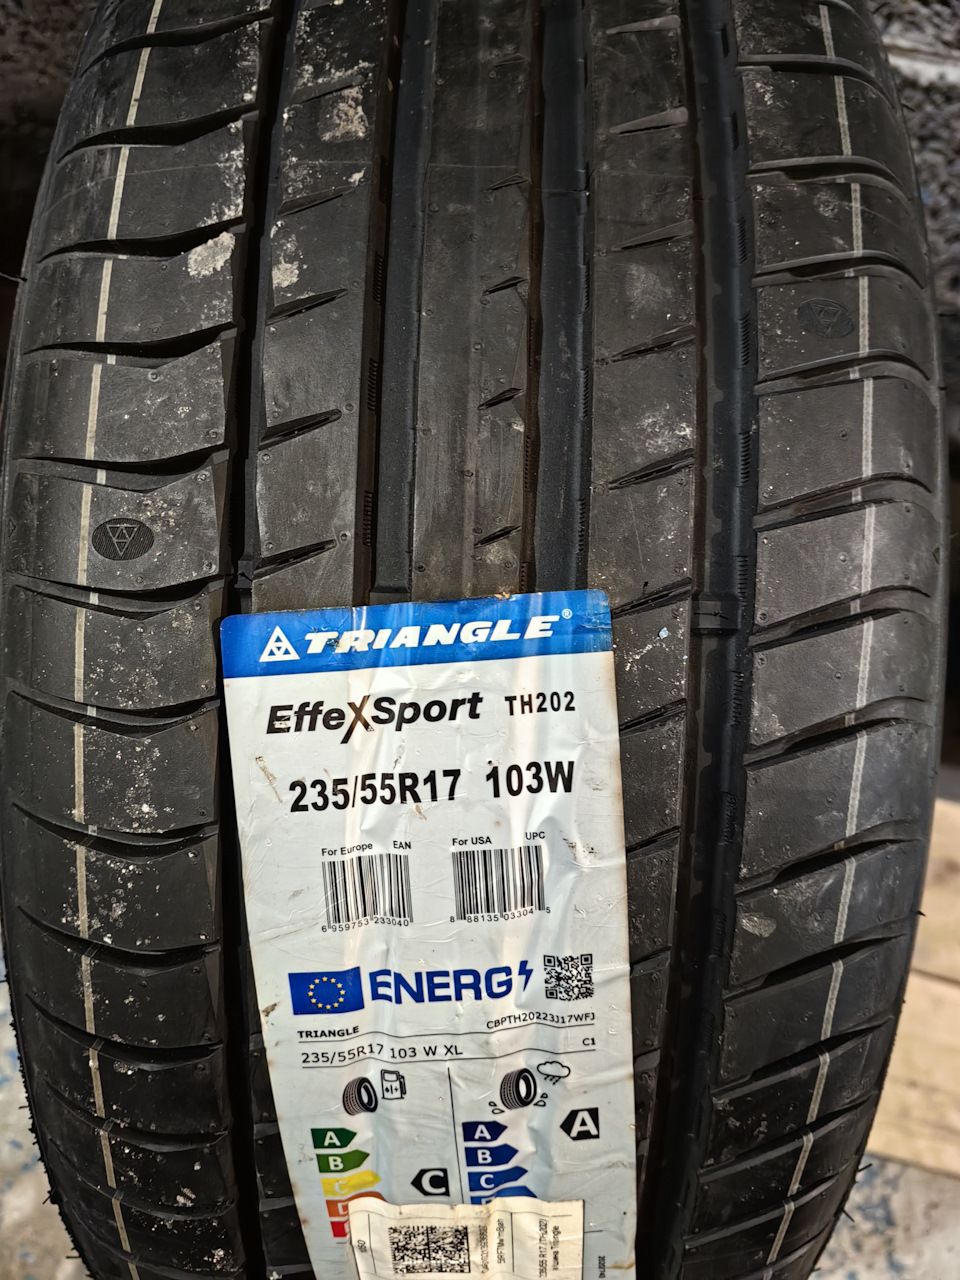 TRIANGLE®
EffeXSport TH202
235/55R17 103W
For Europe EAN
For USA UPC
6 959753 233040
8 88135 03304 5
ENERG
TRIANGLE CBPTH20223J17WFJ
235/55R17 103 W XL C1
A
B
C
D
C
A
B
C
A